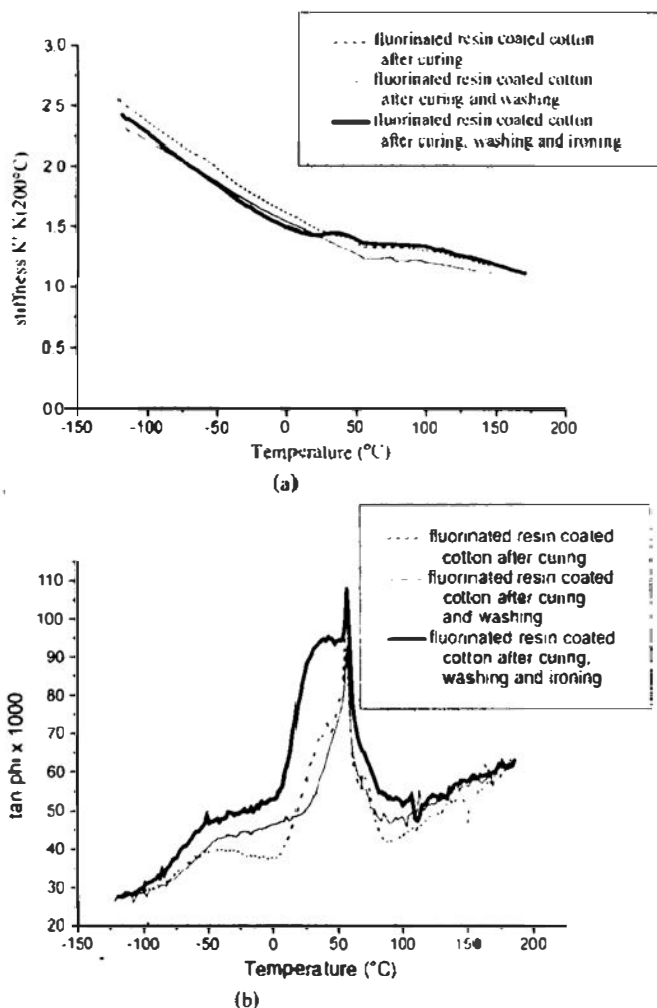 fluorinated resin coated cotton
after curing
fluorinated resin coated cotton
after curing and washing
fluorinated resin coated cotton
after curing, washing and ironing
3.0
2.5
2.0
1.5
1.0
0.5
0.0
stiffness K' K(200°C)
-150 -100 -50 0 50 100 150 200
Temperature (°C)
(a)
fluorinated resin coated
cotton after curing
fluorinated resin coated
cotton after curing
and washing
fluorinated resin coated
cotton after curing,
washing and ironing
110
100
90
80
70
60
50
40
30
20
tan phi x 1000
-150 -100 -50 0 50 100 150 200
Temperature (°C)
(b)